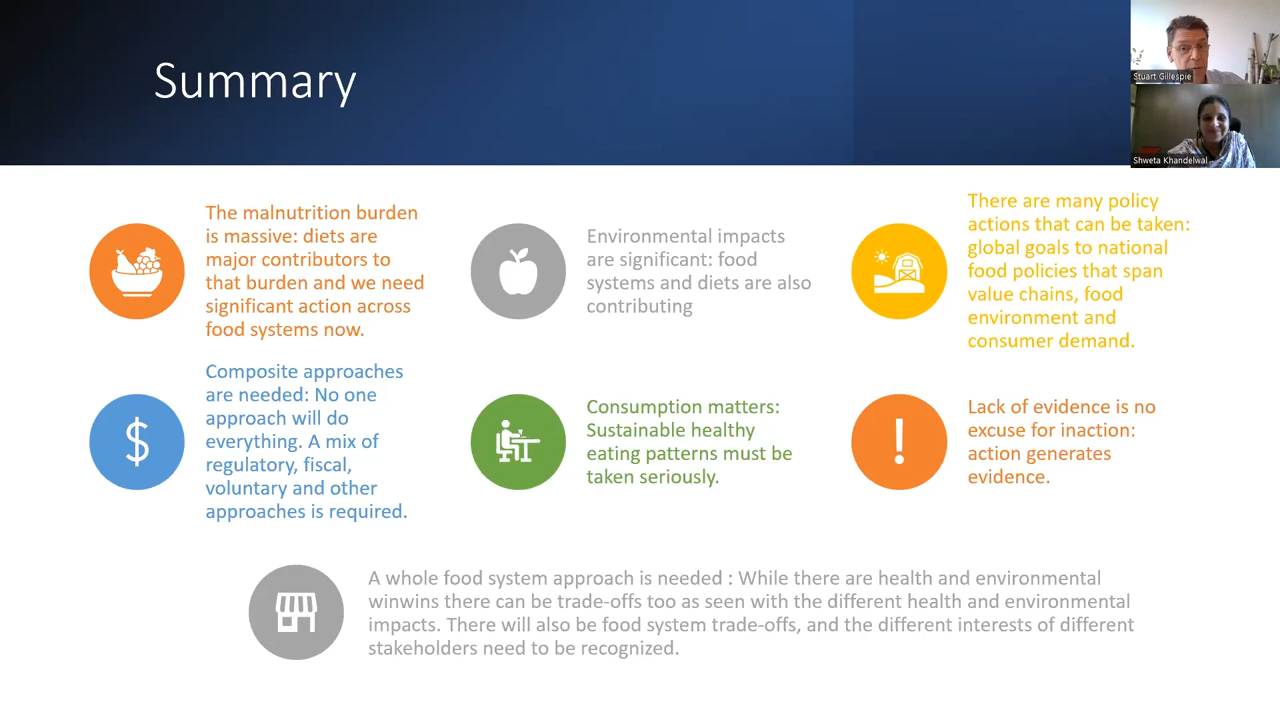 Summary
Stuart Gillespie
Shweta Khandelwal
The malnutrition burden
is massive: diets are
major contributors to
that burden and we need
significant action across
food systems now.
Environmental impacts
are significant: food
systems and diets are also
contributing
There are many policy
actions that can be taken:
global goals to national
food policies that span
value chains, food
environment and
consumer demand.
Composite approaches
are needed: No one
approach will do
everything. A mix of
regulatory, fiscal,
voluntary and other
approaches is required.
Consumption matters:
Sustainable healthy
eating patterns must be
taken seriously.
Lack of evidence is no
excuse for inaction:
action generates
evidence.
A whole food system approach is needed : While there are health and environmental
winwins there can be trade-offs too as seen with the different health and environmental
impacts. There will also be food system trade-offs, and the different interests of different
stakeholders need to be recognized.